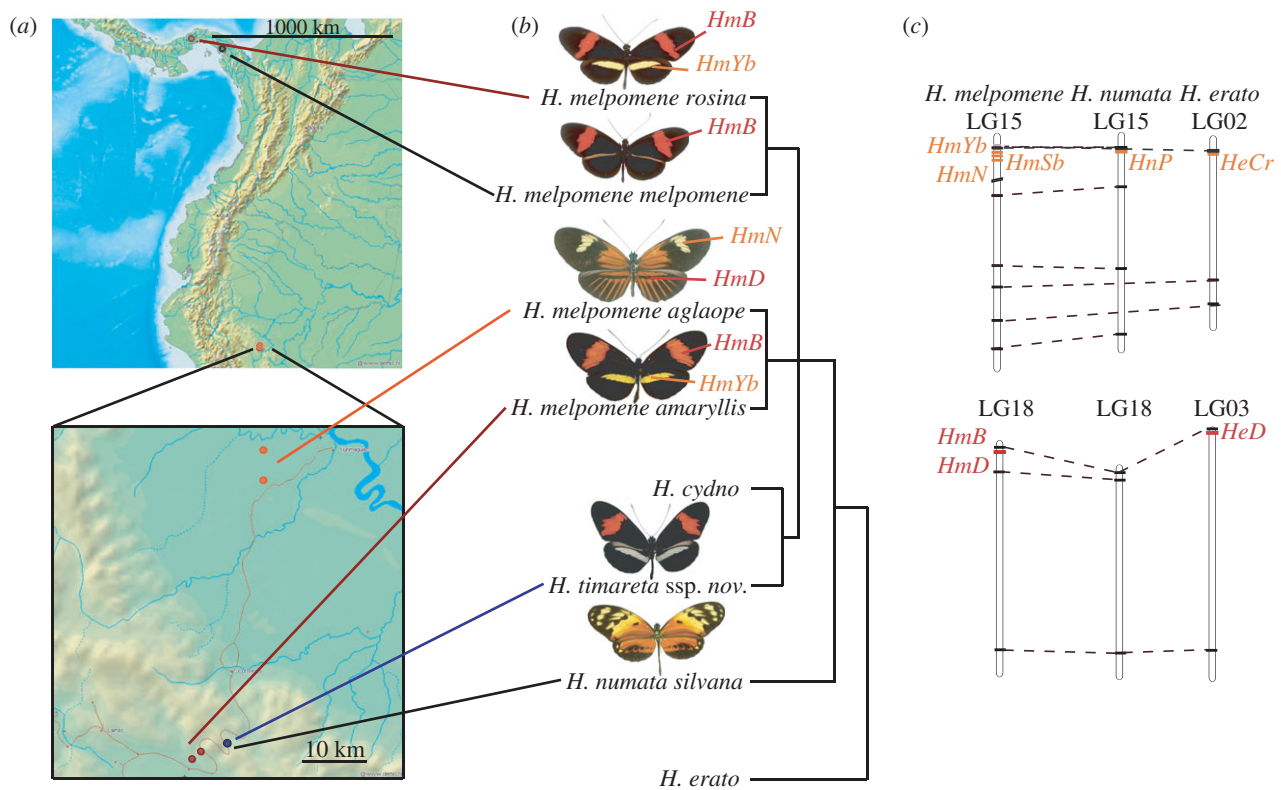 (a)
1000 km
10 km
(b)
HmB
HmYb
H. melpomene rosina
HmB
H. melpomene melpomene
HmN
HmD
H. melpomene aglaope
HmB
HmYb
H. melpomene amaryllis
H. cydno
H. timareta ssp. nov.
H. numata silvana
H. erato
(c)
H. melpomene H. numata H. erato
LG15 LG15 LG02
HmYb
HmSb HnP HeCr
HmN
LG18 LG18 LG03
HmB HeD
HmD